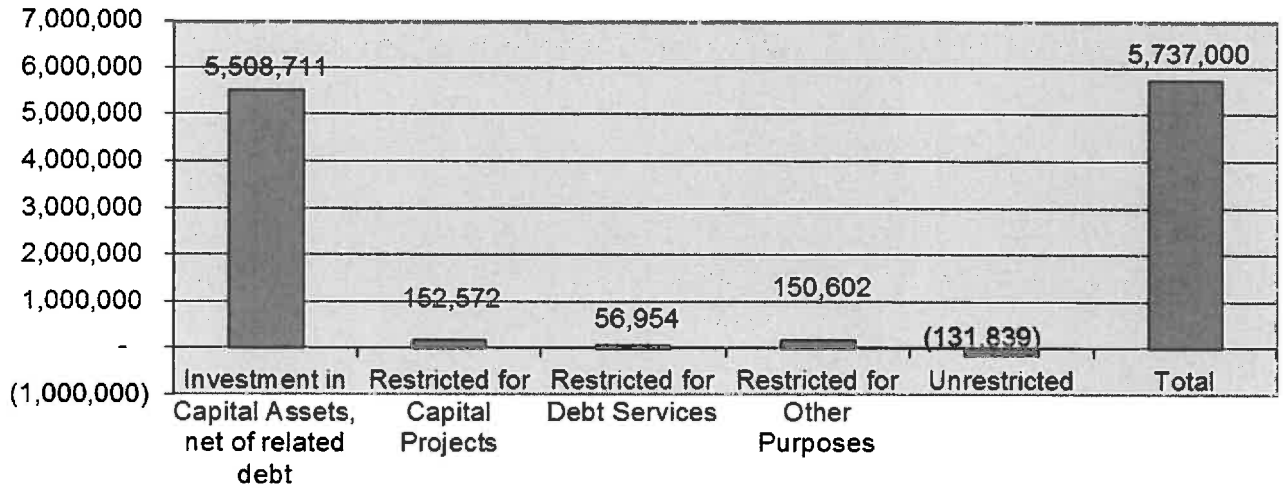 7,000,000
6,000,000
5,000,000
4,000,000
3,000,000
2,000,000
1,000,000
-
(1,000,000)
5,508,711
152,572
56,954
150,602
(131,839)
5,737,000
Investment in
Capital Assets,
net of related
debt
Restricted for
Capital
Projects
Restricted for
Debt Services
Restricted for
Other
Purposes
Unrestricted
Total